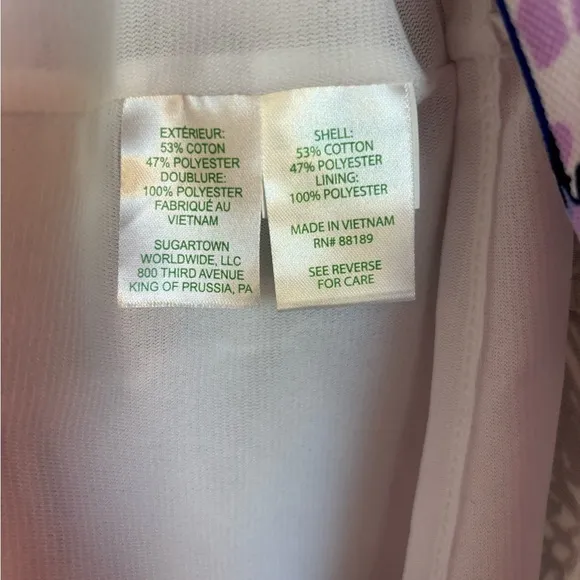 EXTÉRIEUR:
53% COTON
47% POLYESTER
DOUBLURE:
100% POLYESTER
FABRIQUÉ AU
VIETNAM
SUGARTOWN
WORLDWIDE, LLC
800 THIRD AVENUE
KING OF PRUSSIA, PA
SHELL:
53% COTTON
47% POLYESTER
LINING:
100% POLYESTER
MADE IN VIETNAM
RN# 88189
SEE REVERSE
FOR CARE